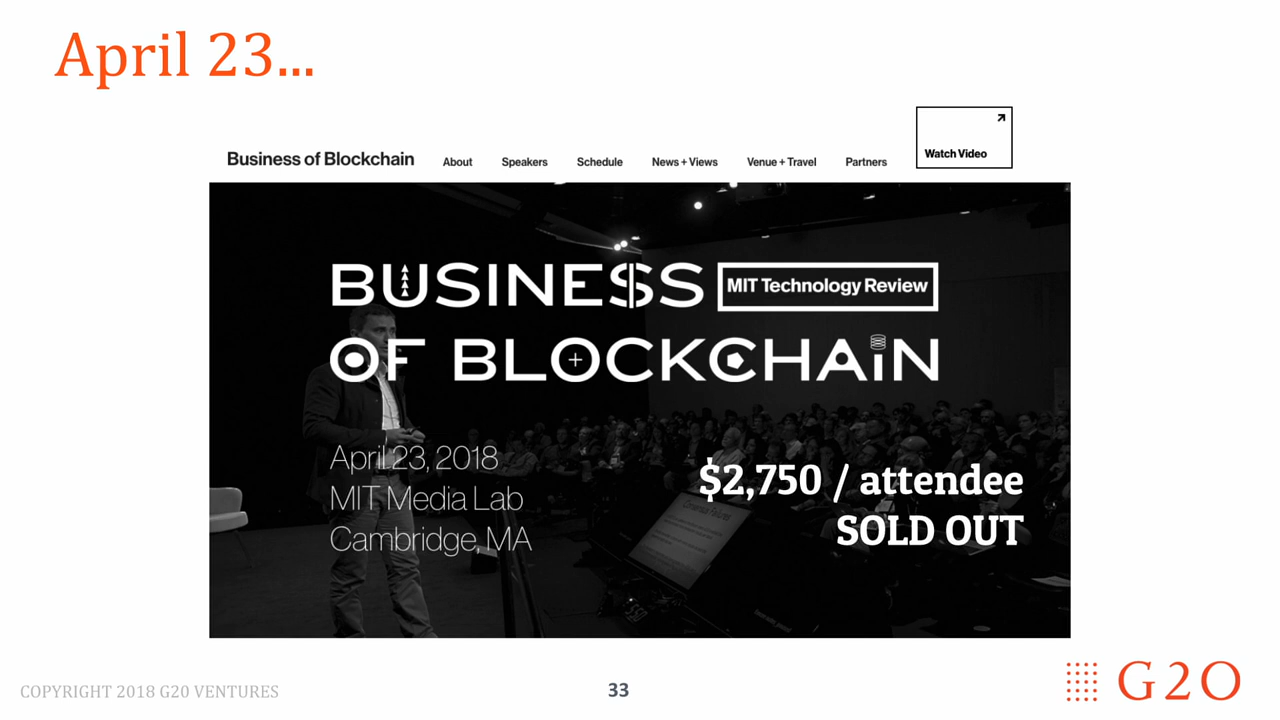 April 23...
Watch Video
Business of Blockchain About Speakers Schedule News + Views Venue + Travel Partners
BUSINESS MIT Technology Review
OF BLOCKCHAIN
April 23, 2018
MIT Media Lab
Cambridge, MA
$2,750 / attendee
SOLD OUT
Consensus Failures
COPYRIGHT 2018 G20 VENTURES
33
G2O